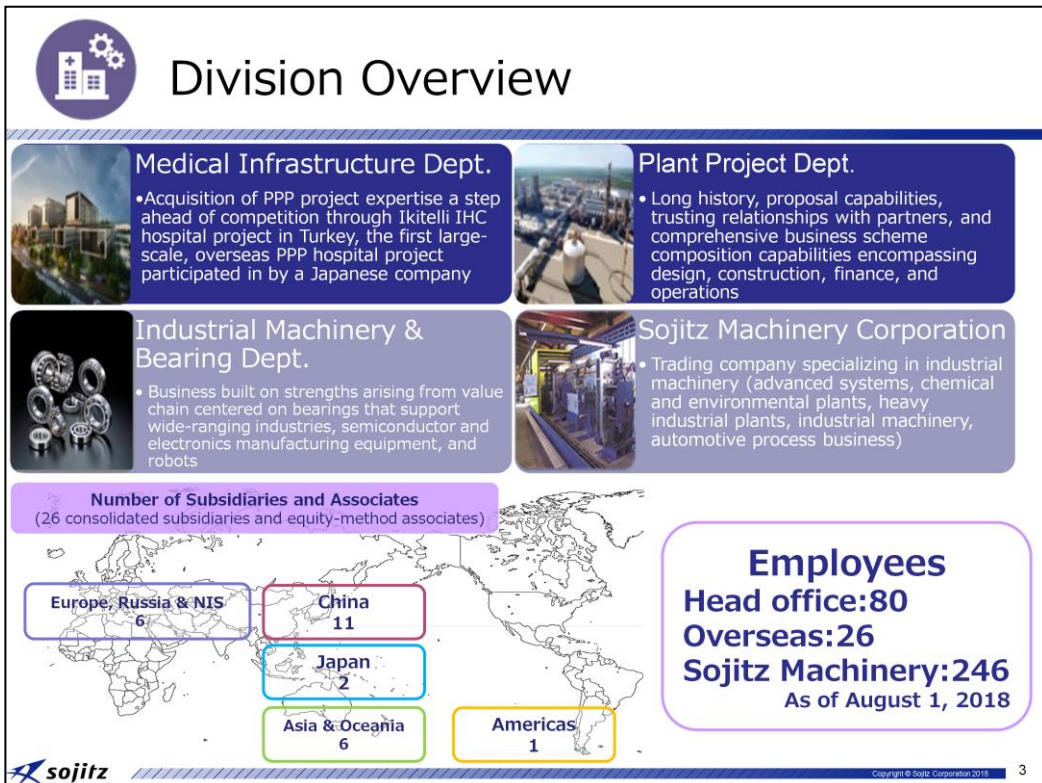 Division Overview
Medical Infrastructure Dept.
•Acquisition of PPP project expertise a step
ahead of competition through Ikitelli IHC
hospital project in Turkey, the first large-
scale, overseas PPP hospital project
participated in by a Japanese company
Plant Project Dept.
• Long history, proposal capabilities,
trusting relationships with partners, and
comprehensive business scheme
composition capabilities encompassing
design, construction, finance, and
operations
Industrial Machinery &
Bearing Dept.
• Business built on strengths arising from value
chain centered on bearings that support
wide-ranging industries, semiconductor and
electronics manufacturing equipment, and
robots
Sojitz Machinery Corporation
• Trading company specializing in industrial
machinery (advanced systems, chemical
and environmental plants, heavy
industrial plants, industrial machinery,
automotive process business)
Number of Subsidiaries and Associates
(26 consolidated subsidiaries and equity-method associates)
Europe, Russia & NIS
6
China
11
Japan
2
Asia & Oceania
6
Americas
1
Employees
Head office:80
Overseas:26
Sojitz Machinery:246
As of August 1, 2018
sojitz
Copyright © Sojitz Corporation 2018
3